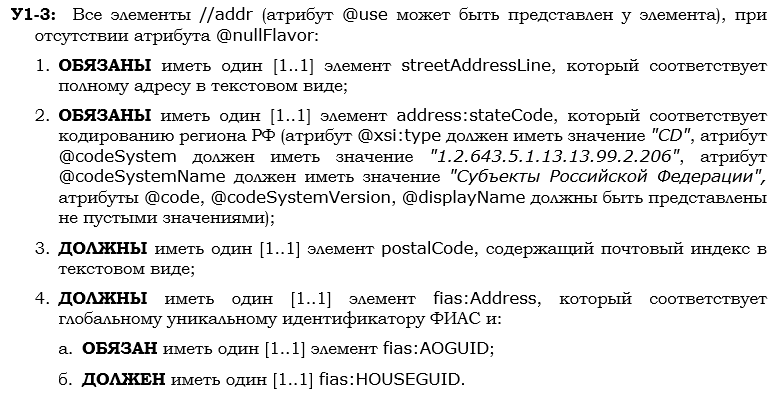 У1-3: Все элементы //addr (атрибут @use может быть представлен у элемента), при
отсутствии атрибута @nullFlavor:
1. ОБЯЗАНЫ иметь один [1..1] элемент streetAddressLine, который соответствует
полному адресу в текстовом виде;
2. ОБЯЗАНЫ иметь один [1..1] элемент address:stateCode, который соответствует
кодированию региона РФ (атрибут @xsi:type должен иметь значение "CD", атрибут
@codeSystem должен иметь значение "1.2.643.5.1.13.13.99.2.206", атрибут
@codeSystemName должен иметь значение "Субъекты Российской Федерации",
атрибуты @code, @codeSystemVersion, @displayName должны быть представлены
не пустыми значениями);
3. ДОЛЖНЫ иметь один [1..1] элемент postalCode, содержащий почтовый индекс в
текстовом виде;
4. ДОЛЖНЫ иметь один [1..1] элемент fias:Address, который соответствует
глобальному уникальному идентификатору ФИАС и:
а. ОБЯЗАН иметь один [1..1] элемент fias:AOGUID;
б. ДОЛЖЕН иметь один [1..1] fias:HOUSEGUID.